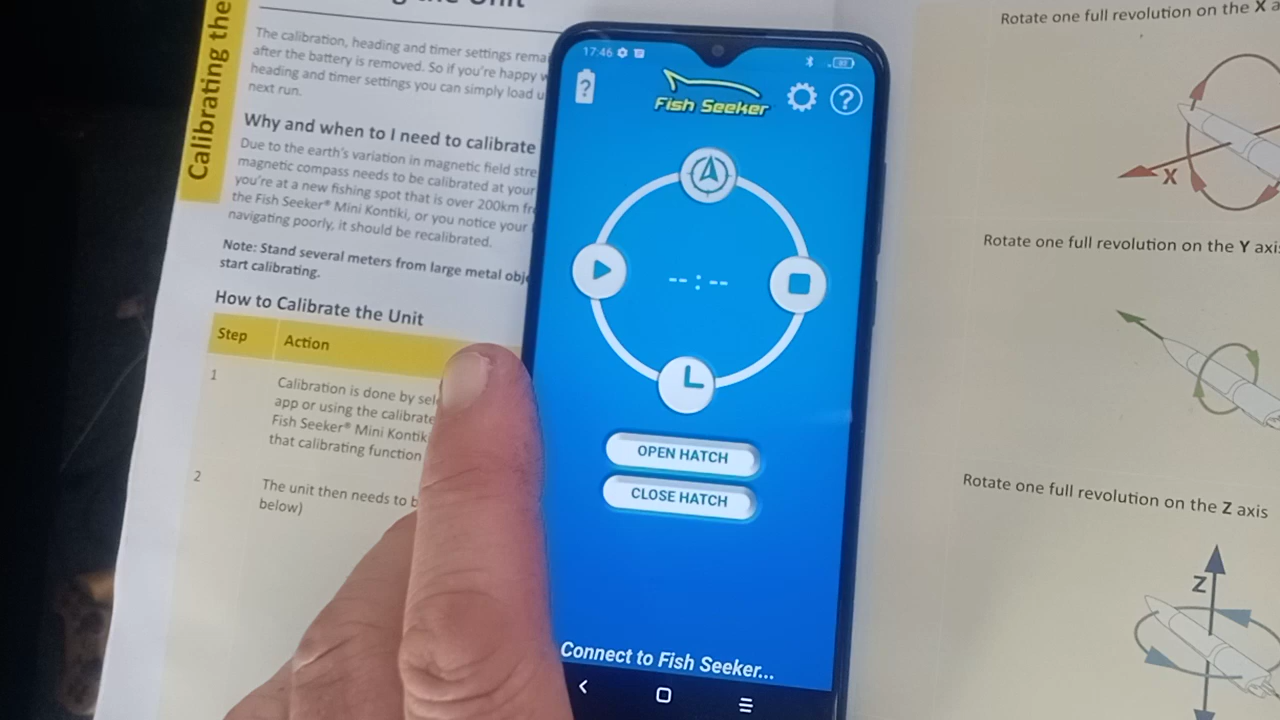 Calibrating the
the Unit
The calibration, heading and timer settings
after the battery is removed. So if you're happy
heading and timer settings you can simply load
next run.
Why and when to I need to calibrate
Due to the earth's variation in magnetic field
magnetic compass needs to be calibrated at your
you're at a new fishing spot that is over 200km
the Fish Seeker® Mini Kontiki, or you notice your
navigating poorly, it should be recalibrated.
Note: Stand several meters from large metal
start calibrating.
How to Calibrate the Unit
Step Action
1
Calibration is done by
app or using the calibrate
Fish Seeker® Mini Kontiki
that calibrating function
2
The unit then needs to
below)
17:46
?
Fish Seeker
?
--:--
OPEN HATCH
CLOSE HATCH
Connect to Fish Seeker...
Rotate one full revolution on the X
X
Rotate one full revolution on the Y
Rotate one full revolution on the Z axis
Z